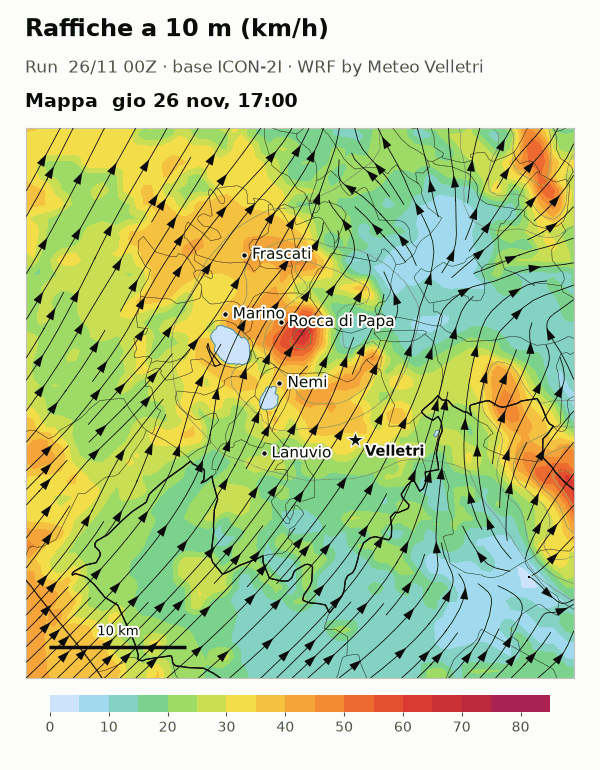 Raffiche a 10 m (km/h)
Run  26/11 00Z · base ICON-2I · WRF by Meteo Velletri
Mappa  gio 26 nov, 17:00
Frascati
Marino
Rocca di Papa
Nemi
Velletri
Lanuvio
10 km
0 10 20 30 40 50 60 70 80